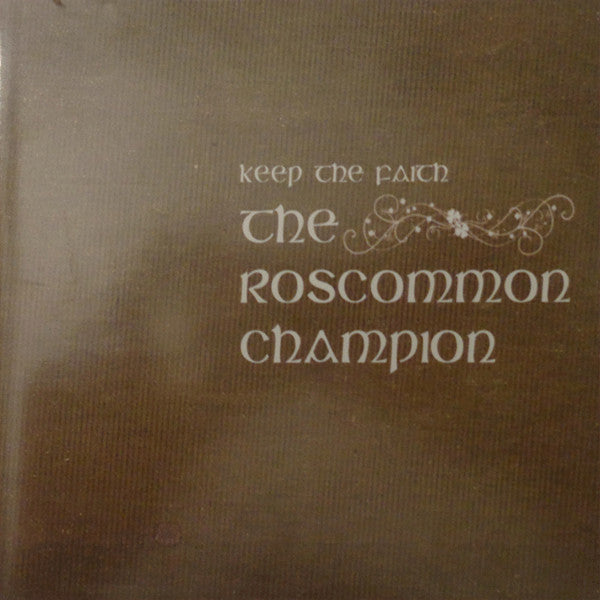 Keep the Faith
The
Roscommon
Champion